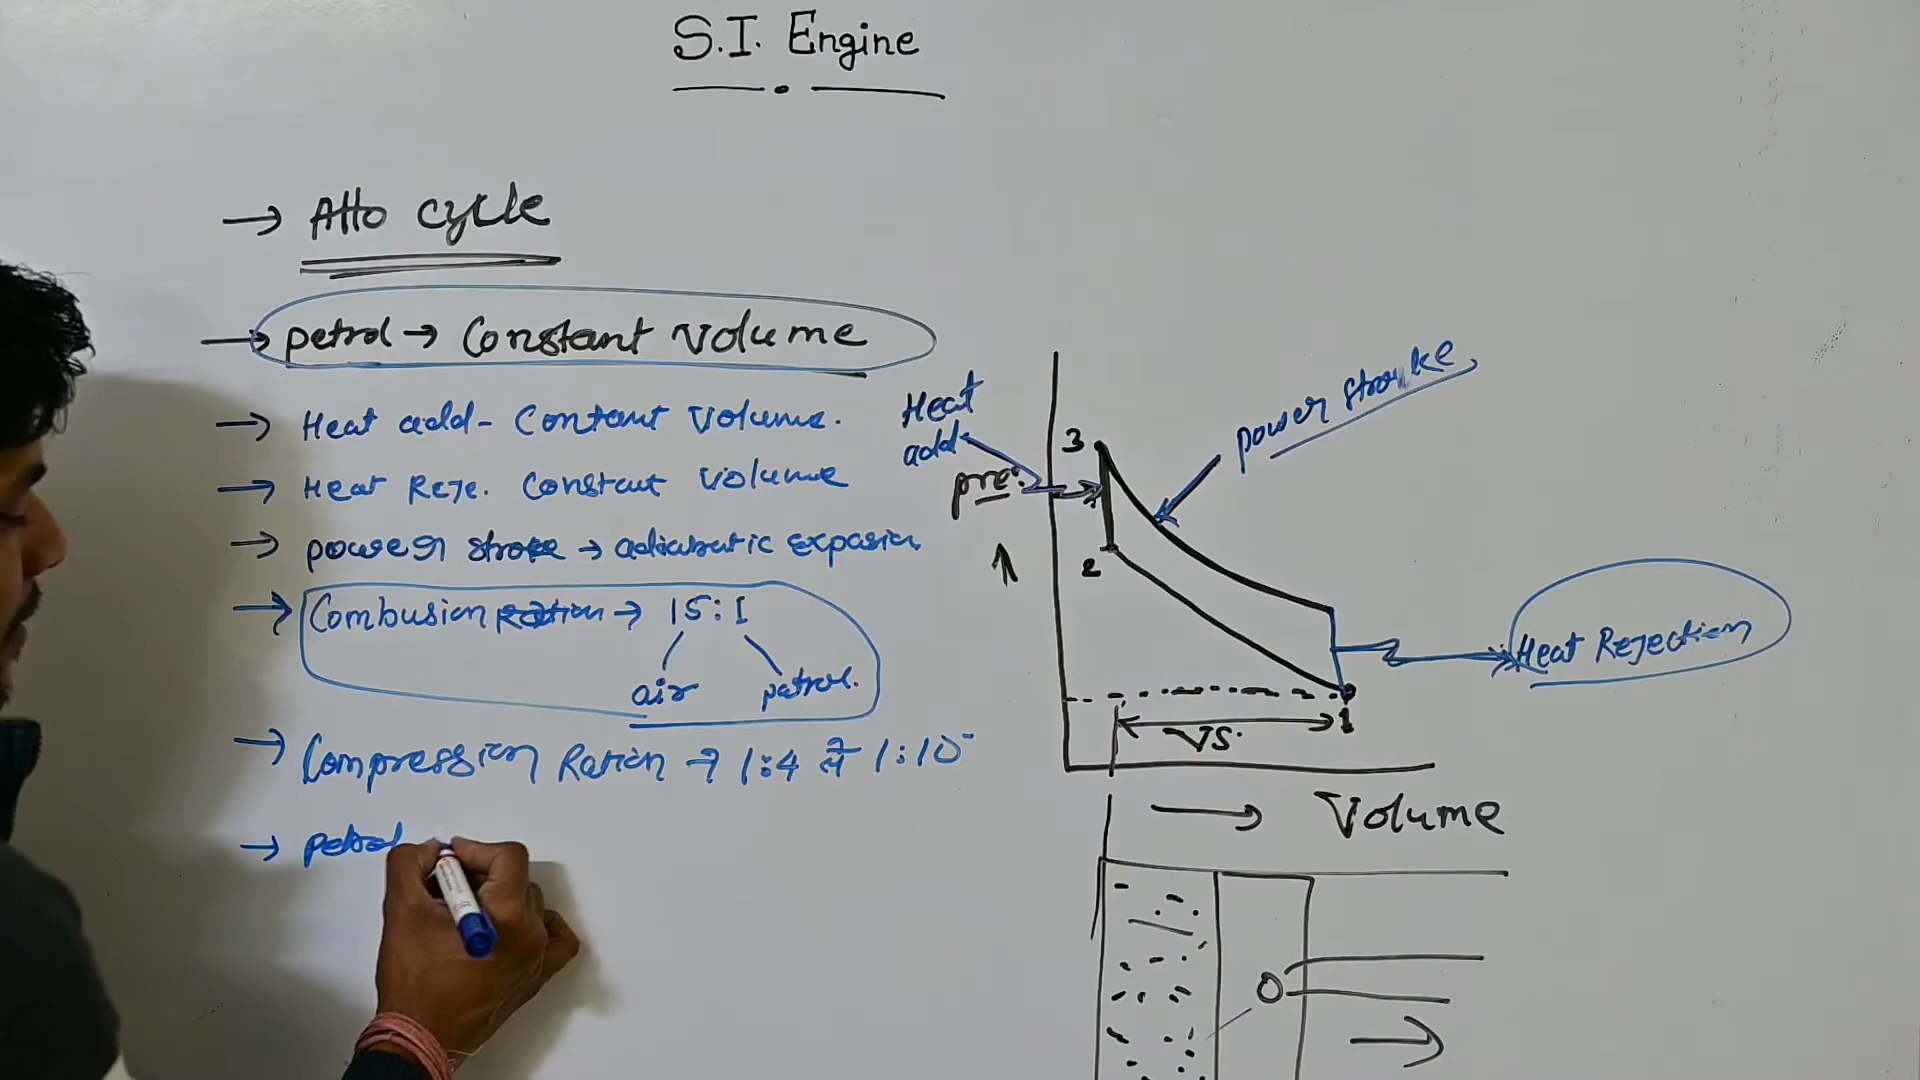 S.I. Engine
→ Atto cycle
→ petrol → Constant Volume
→ Heat add- Contant Volume.
→ Heat Reje. Constant Volume
→ power stroke → adiabatic expasion
→ Combusion Ration → 15:1
air patrol.
→ Compression Ration → 1:4 से 1:10
→ petrol
Heat
add-
pre.
3
2
1
power stroke
Heat Rejection
VS.
→ Volume